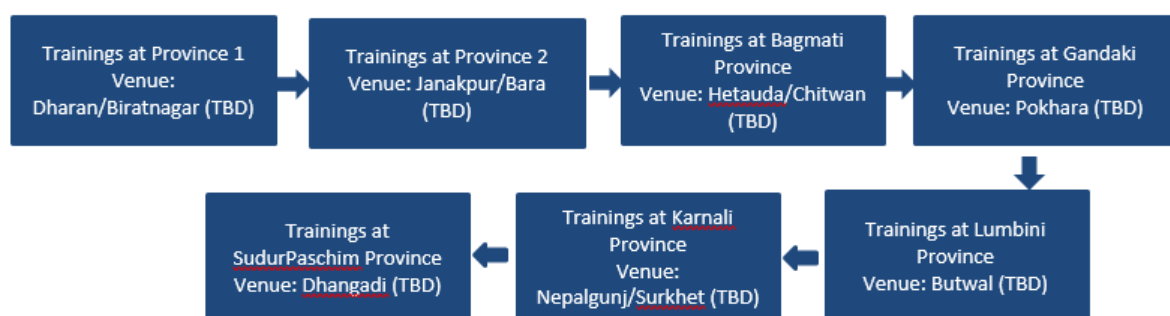 Trainings at Province 1
Venue:
Dharan/Biratnagar (TBD)
Trainings at Province 2
Venue: Janakpur/Bara
(TBD)
Trainings at Bagmati
Province
Venue: Hetauda/Chitwan
(TBD)
Trainings at Gandaki
Province
Venue: Pokhara (TBD)
Trainings at Lumbini
Province
Venue: Butwal (TBD)
Trainings at Karnali
Province
Venue:
Nepalgunj/Surkhet (TBD)
Trainings at
SudurPaschim Province
Venue: Dhangadi (TBD)